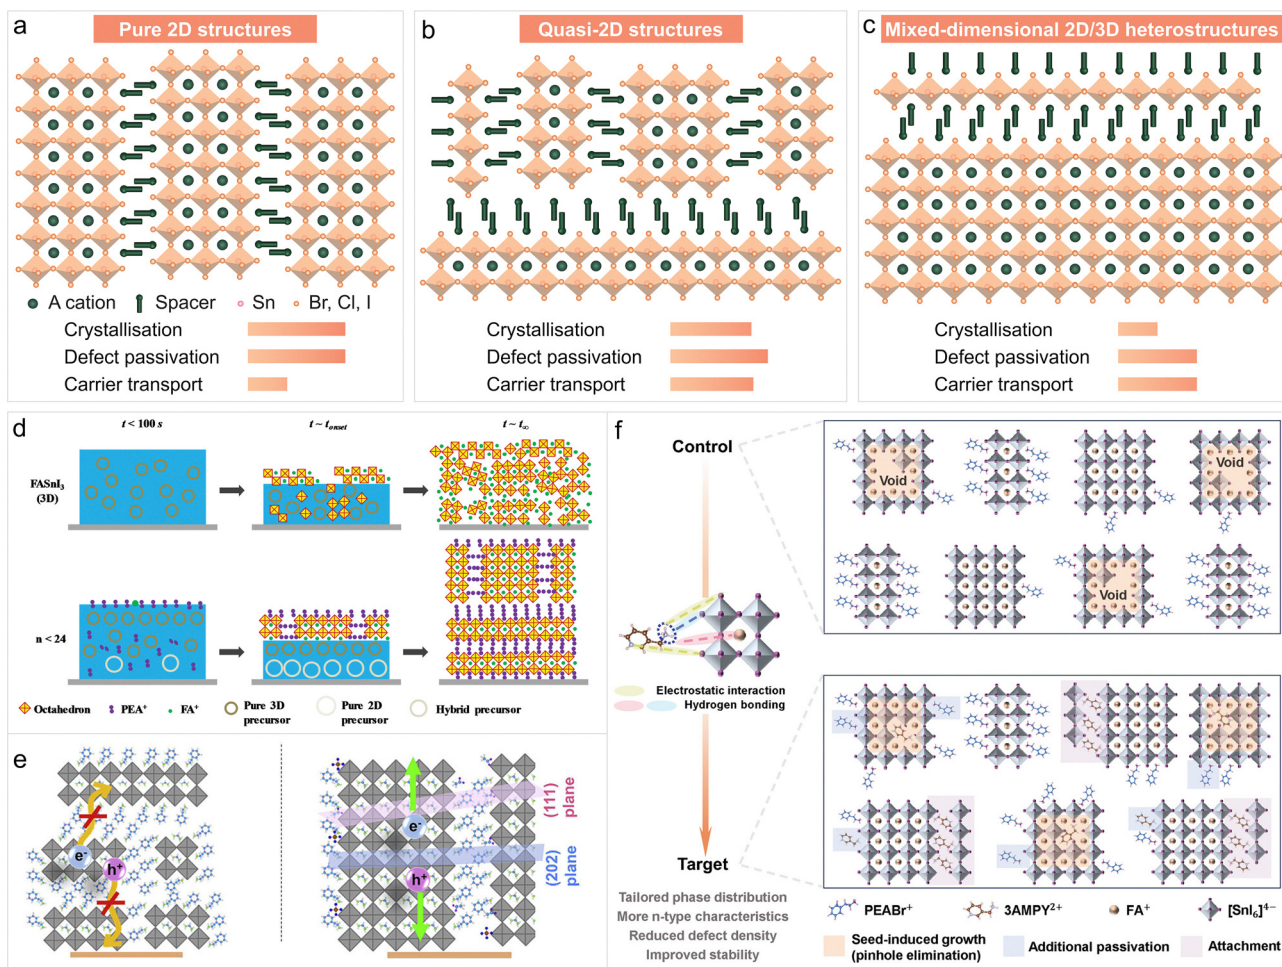 a
Pure 2D structures
A cation
Spacer
Sn
Br, Cl, I
Crystallisation
Defect passivation
Carrier transport
b
Quasi-2D structures
Crystallisation
Defect passivation
Carrier transport
c
Mixed-dimensional 2D/3D heterostructures
Crystallisation
Defect passivation
Carrier transport
d
t < 100 s
t ~ t_onset
t ~ t_∞
FASnI₃
(3D)
n < 24
Octahedron
PEA⁺
FA⁺
Pure 3D
precursor
Pure 2D
precursor
Hybrid precursor
e
e⁻
h⁺
e⁻
h⁺
(111)
plane
(202)
plane
f
Control
Electrostatic interaction
Hydrogen bonding
Target
Tailored phase distribution
More n-type characteristics
Reduced defect density
Improved stability
Void
Void
Void
PEABr⁺
3AMPY²⁺
FA⁺
[SnI₆]⁴⁻
Seed-induced growth
(pinhole elimination)
Additional passivation
Attachment